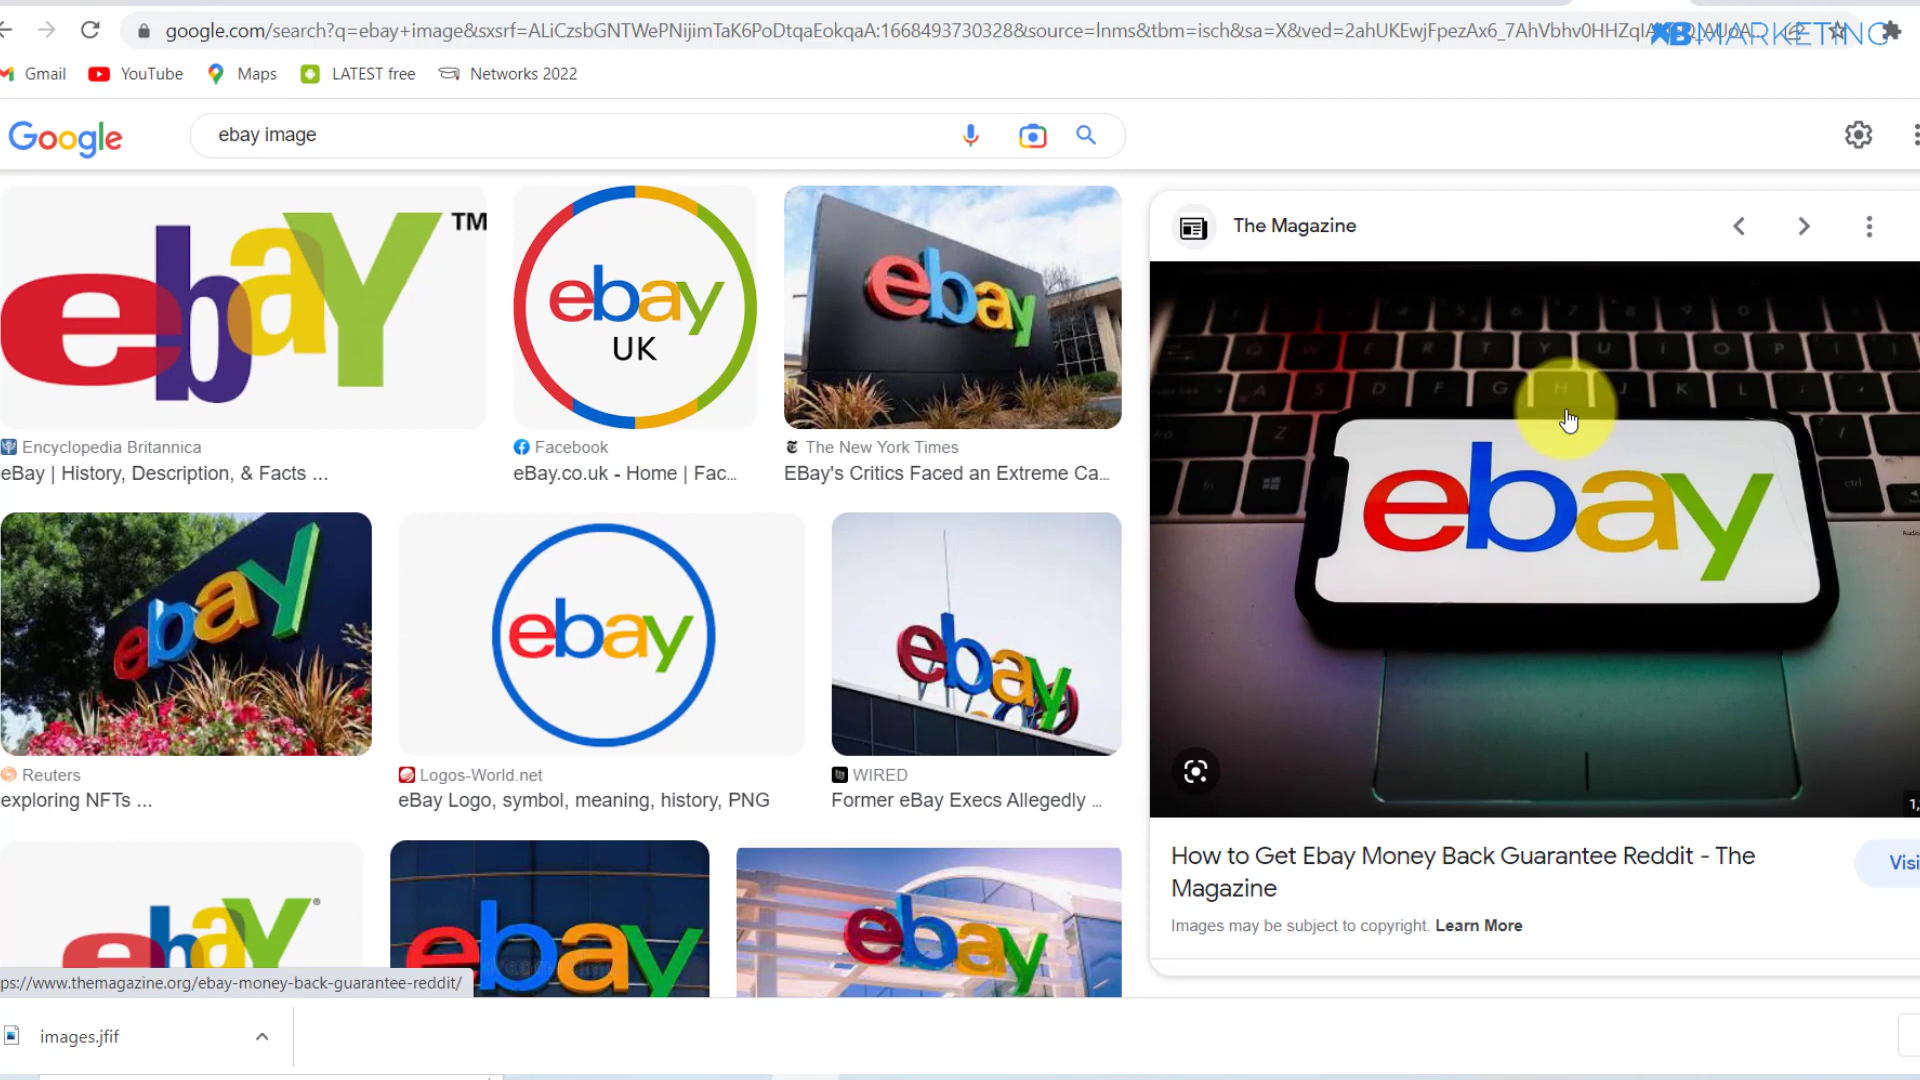 google.com/search?q=ebay+image&sxsrf=ALiCzsbGNTWePNijimTaK6PoDtqaEokqaA:1668493730328&source=lnms&tbm=isch&sa=X&ved=2ahUKEwjFpezAx6_7AhVbhv0HHZqIA
MARKETING
Gmail
YouTube
Maps
LATEST free
Networks 2022
Google
ebay image
ebay TM
ebay
UK
ebay
The Magazine
ebay
Encyclopedia Britannica
eBay | History, Description, & Facts ...
Facebook
eBay.co.uk - Home | Fac...
The New York Times
EBay's Critics Faced an Extreme Ca...
ebay
ebay
ebay
Reuters
exploring NFTs ...
Logos-World.net
eBay Logo, symbol, meaning, history, PNG
WIRED
Former eBay Execs Allegedly ...
How to Get Ebay Money Back Guarantee Reddit - The
Magazine
Visi
Images may be subject to copyright. Learn More
ebay ®
ebay
ebay
ps://www.themagazine.org/ebay-money-back-guarantee-reddit/
images.jfif